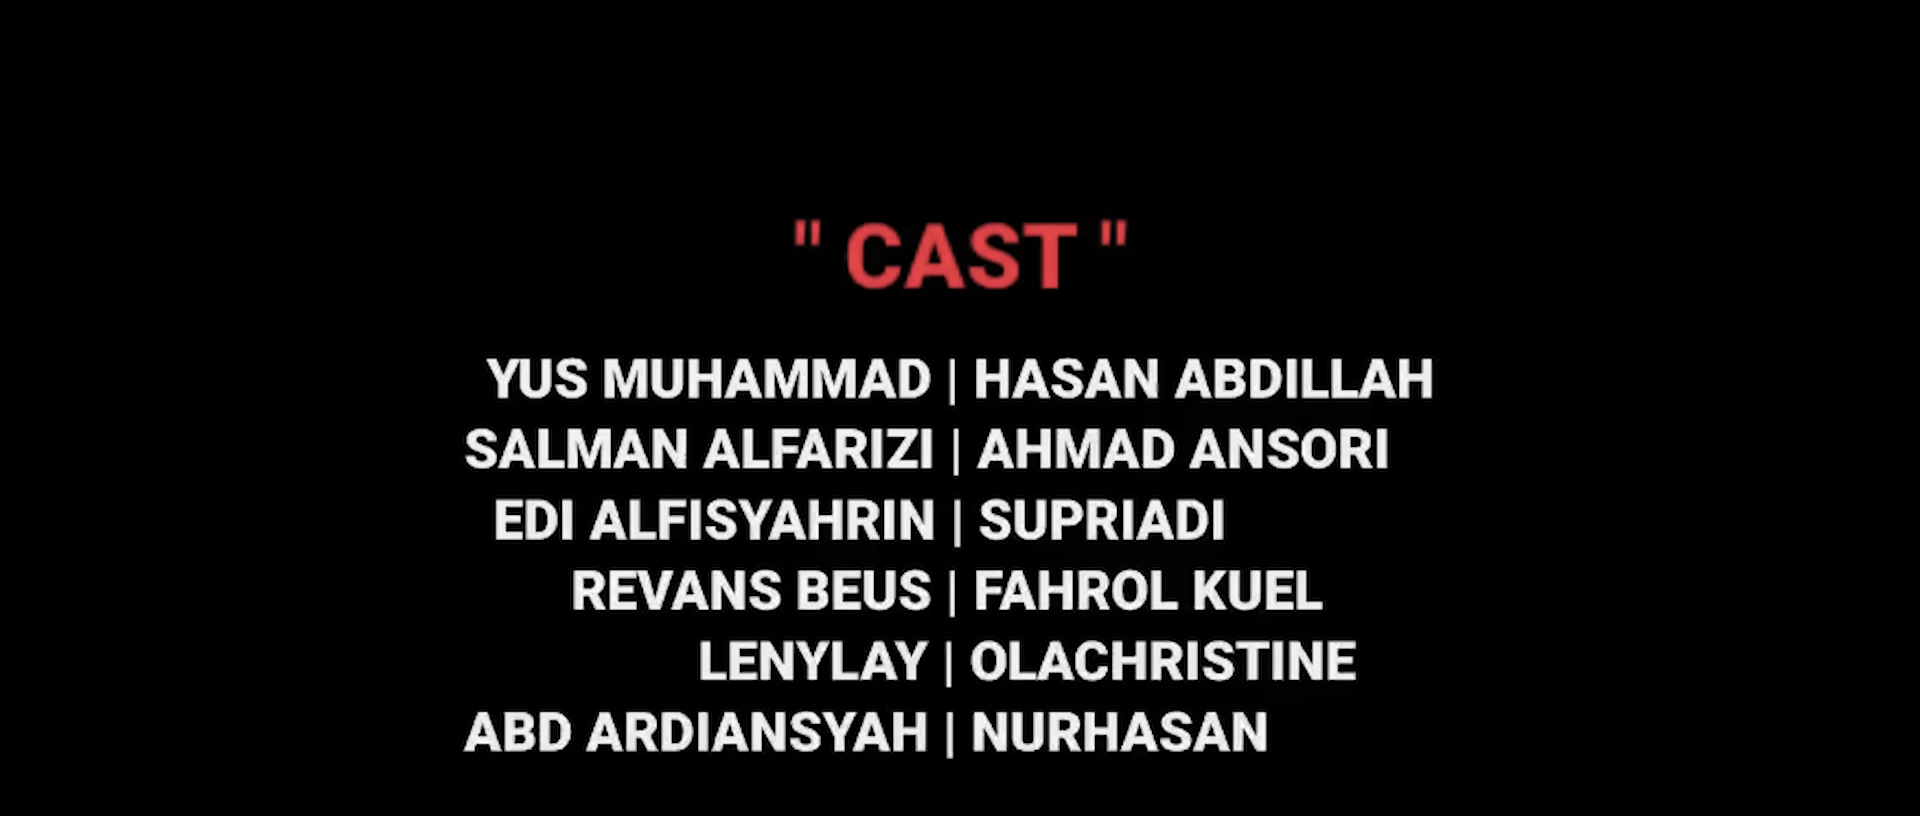 " CAST "
YUS MUHAMMAD | HASAN ABDILLAH
SALMAN ALFARIZI | AHMAD ANSORI
EDI ALFISYAHRIN | SUPRIADI
REVANS BEUS | FAHROL KUEL
LENYLAY | OLACHRISTINE
ABD ARDIANSYAH | NURHASAN